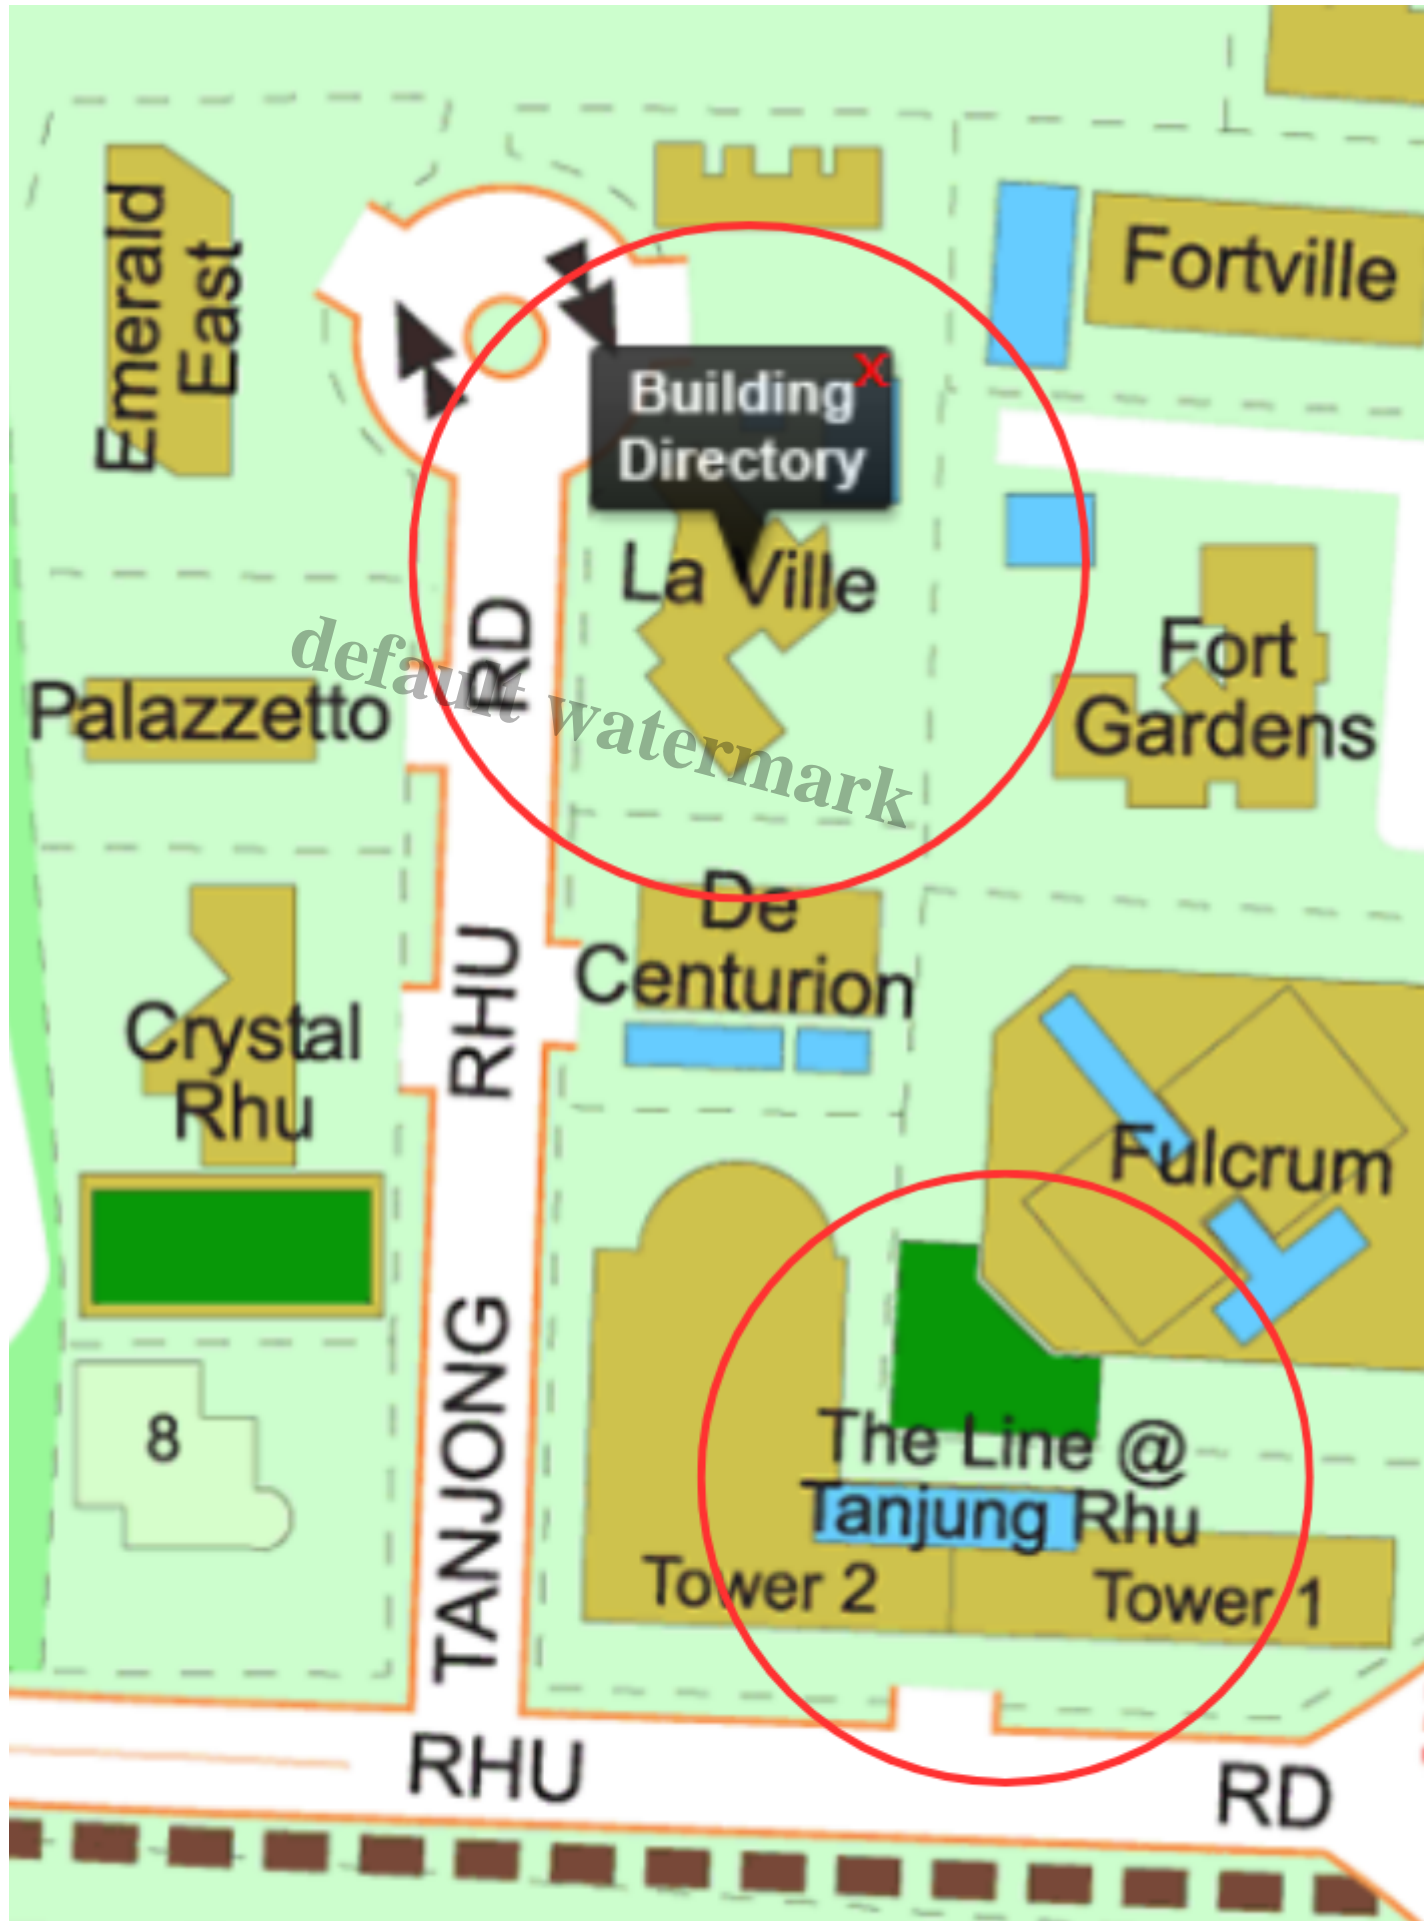 Emerald
East
Fortville
X
Building
Directory
La Ville
Fort
Gardens
Palazzetto
default watermark
De
Centurion
Crystal
Rhu
Fulcrum
8
The Line @
Tanjung Rhu
Tower 2
Tower 1
TANJONG RHU RD
RHU
RD